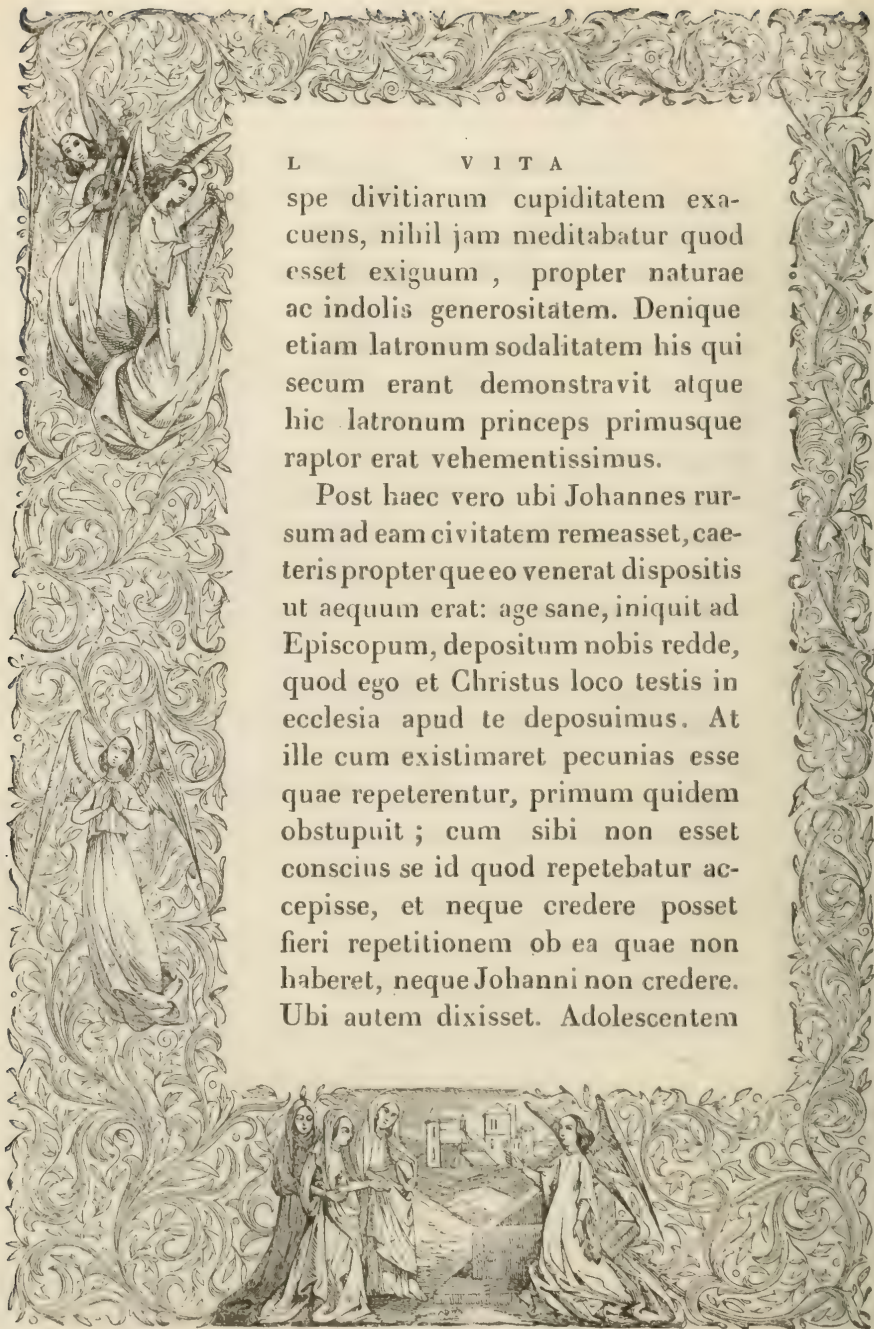 L VITA
spe divitiarum cupiditatem exa-
cuens, nihil jam meditabatur quod
esset exiguum , propter naturae
ac indolis generositatem. Denique
etiam latronum sodalitatem his qui
secum erant demonstravit atque
hic latronum princeps primusque
raptor erat vehementissimus.
Post haec vero ubi Johannes rur-
sum ad eam civitatem remeasset, cae-
teris propter que eo venerat dispositis
ut aequum erat: age sane, iniquit ad
Episcopum, depositum nobis redde,
quod ego et Christus loco testis in
ecclesia apud te deposuimus. At
ille cum existimaret pecunias esse
quae repeterentur, primum quidem
obstupuit ; cum sibi non esset
conscius se id quod repetebatur ac-
cepisse, et neque credere posset
fieri repetitionem ob ea quae non
haberet, neque Johanni non credere.
Ubi autem dixisset. Adolescentem